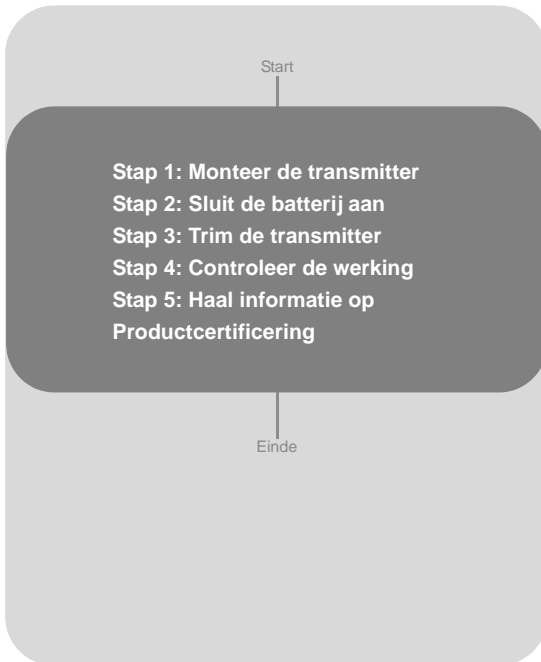 Start
Stap 1: Monteer de transmitter
Stap 2: Sluit de batterij aan
Stap 3: Trim de transmitter
Stap 4: Controleer de werking
Stap 5: Haal informatie op
Productcertificering
Einde